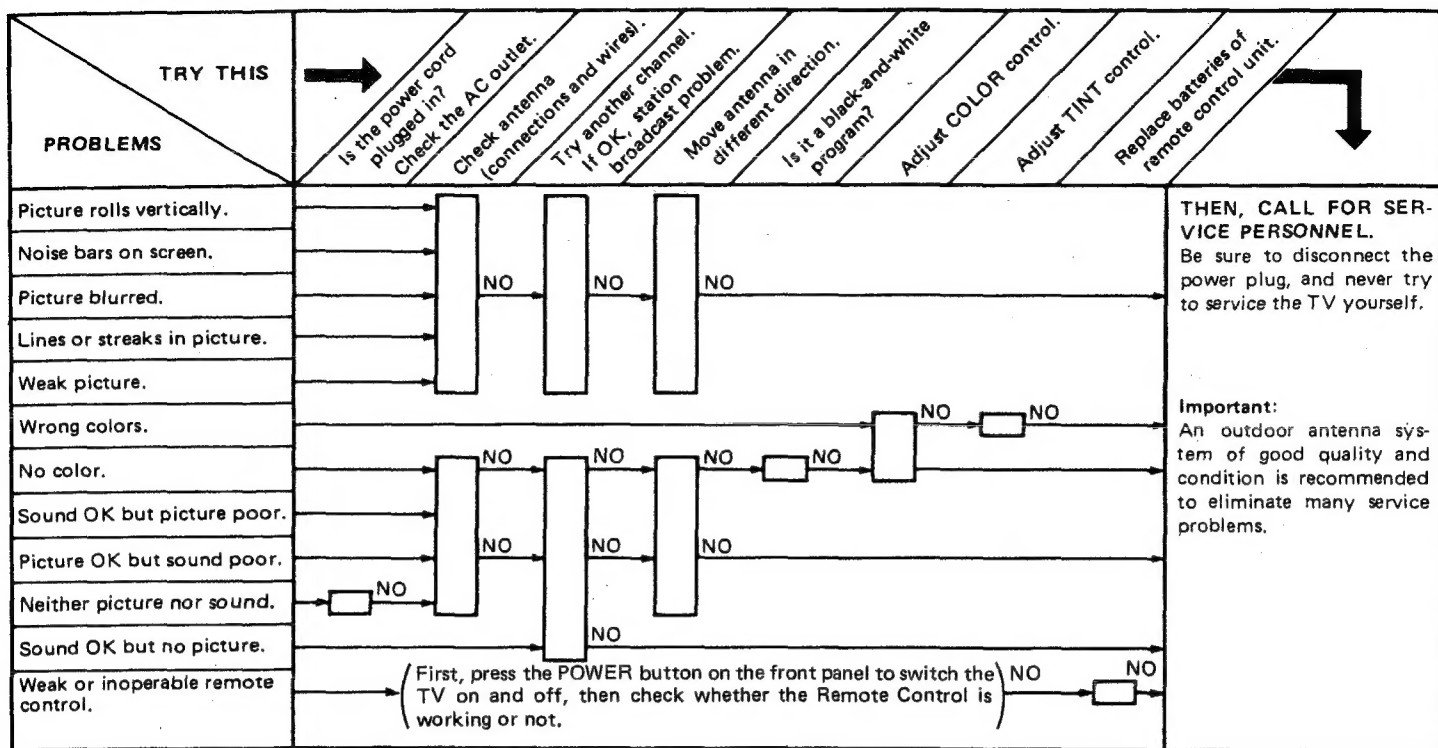 TRY THIS
PROBLEMS
Is the power cord
plugged in?
Check the AC outlet.
Check antenna
(connections and wires).
Try another channel.
If OK, station
broadcast problem.
Move antenna in
different direction.
Is it a black-and-white
program?
Adjust COLOR control.
Adjust TINT control.
Replace batteries of
remote control unit.
Picture rolls vertically.
Noise bars on screen.
Picture blurred.
NO NO NO
Lines or streaks in picture.
Weak picture.
Wrong colors.
NO NO
No color.
NO NO NO NO
Sound OK but picture poor.
Picture OK but sound poor.
NO NO NO
Neither picture nor sound.
NO
Sound OK but no picture.
NO
Weak or inoperable remote
control.
(First, press the POWER button on the front panel to switch the
TV on and off, then check whether the Remote Control is
working or not.)
NO NO
THEN, CALL FOR SER-
VICE PERSONNEL.
Be sure to disconnect the
power plug, and never try
to service the TV yourself.
Important:
An outdoor antenna sys-
tem of good quality and
condition is recommended
to eliminate many service
problems.